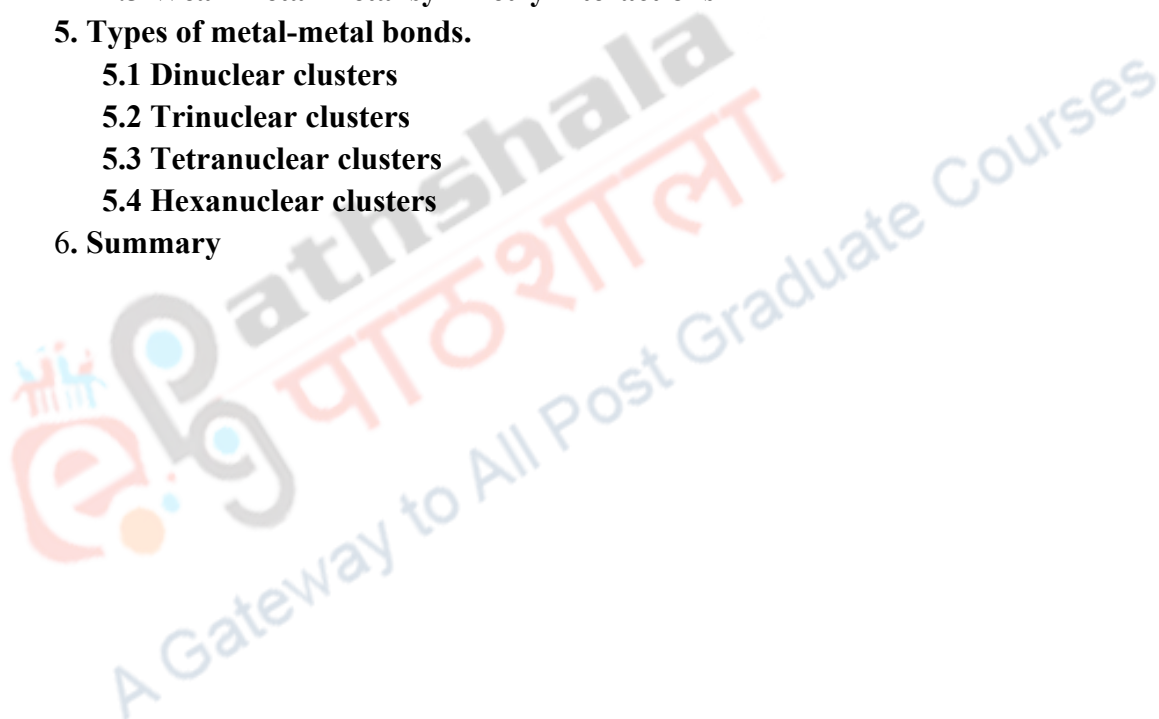 5. Types of metal-metal bonds.
5.1 Dinuclear clusters
5.2 Trinuclear clusters
5.3 Tetranuclear clusters
5.4 Hexanuclear clusters
6. Summary
Pathshala
पाठशाला
A Gateway to All Post Graduate Courses